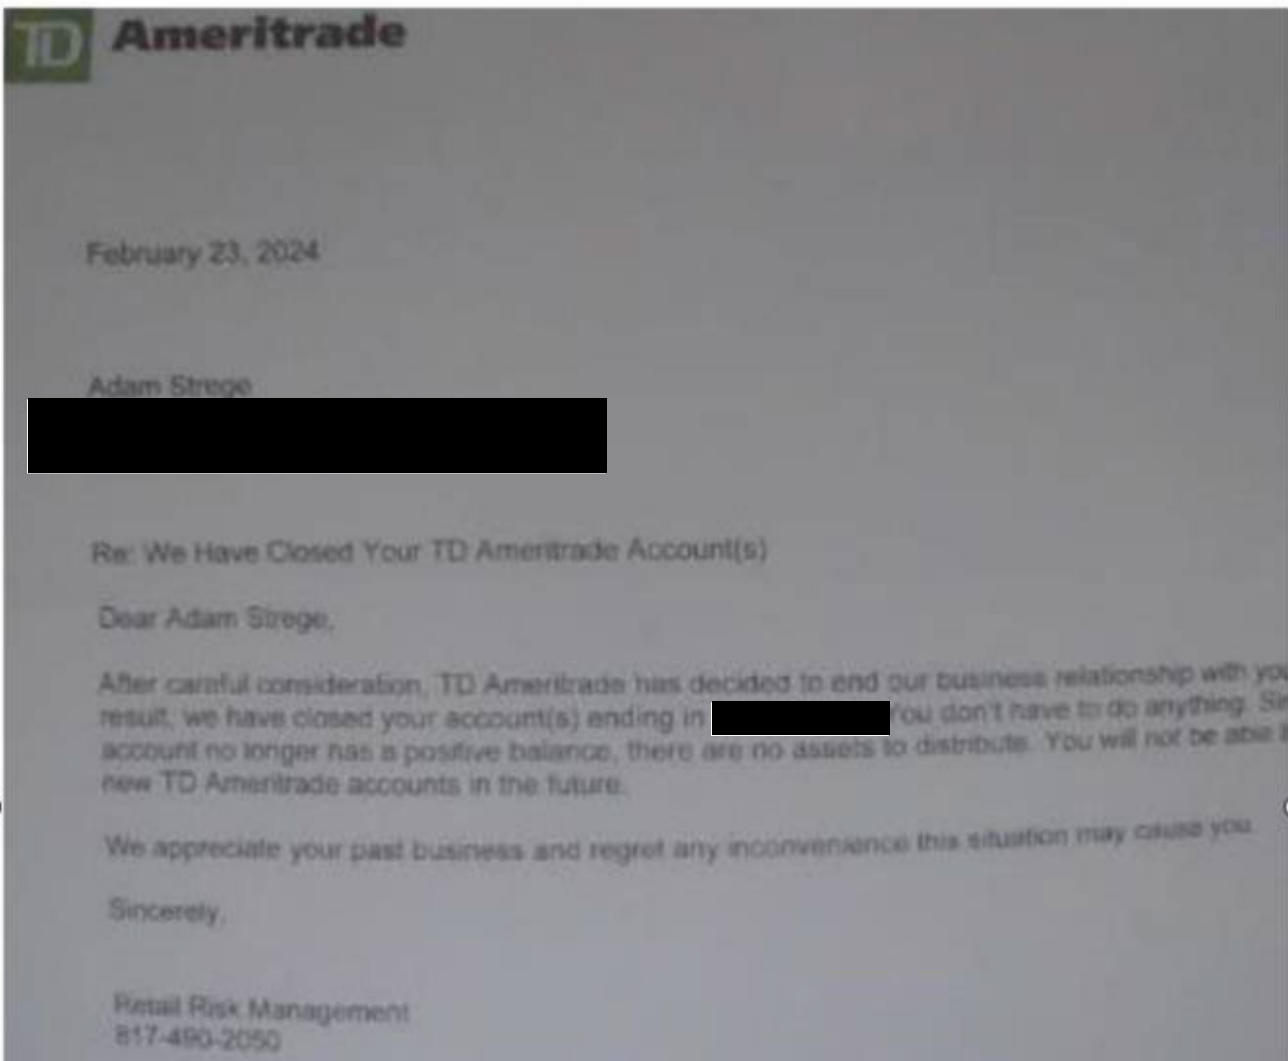 TD Ameritrade
February 23, 2024
Adam Strege
Re: We Have Closed Your TD Ameritrade Account(s)
Dear Adam Strege,
After careful consideration, TD Ameritrade has decided to end our business relationship with you
result, we have closed your account(s) ending in You don't have to do anything.
account no longer has a positive balance, there are no assets to distribute. You will not be able
new TD Ameritrade accounts in the future.
We appreciate your past business and regret any inconvenience this situation may cause you.
Sincerely,
Retail Risk Management
817-490-2050